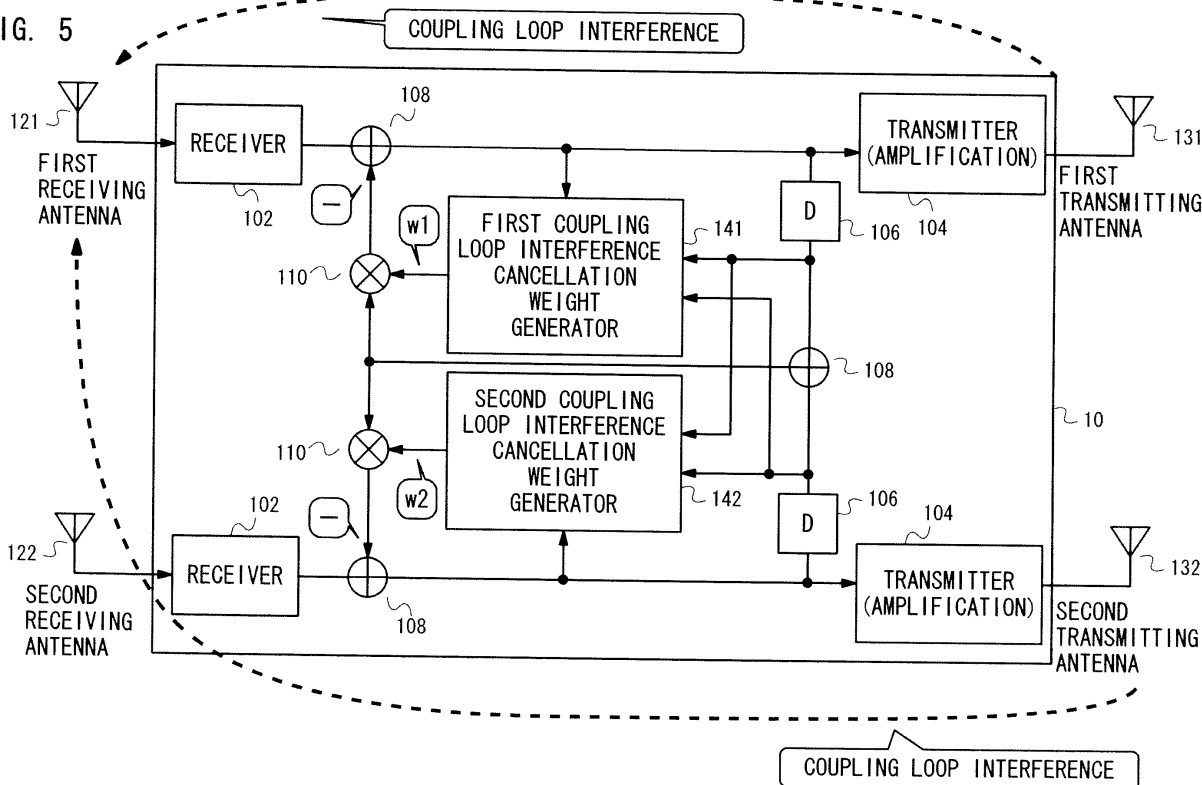 IG. 5
COUPLING LOOP INTERFERENCE
121
FIRST
RECEIVING
ANTENNA
RECEIVER
102
108
−
w1
110
FIRST COUPLING
LOOP INTERFERENCE
CANCELLATION
WEIGHT
GENERATOR
141
D
106
TRANSMITTER
(AMPLIFICATION)
104
131
FIRST
TRANSMITTING
ANTENNA
108
10
SECOND COUPLING
LOOP INTERFERENCE
CANCELLATION
WEIGHT
GENERATOR
142
110
w2
−
102
RECEIVER
122
SECOND
RECEIVING
ANTENNA
108
D
106
104
TRANSMITTER
(AMPLIFICATION)
132
SECOND
TRANSMITTING
ANTENNA
COUPLING LOOP INTERFERENCE